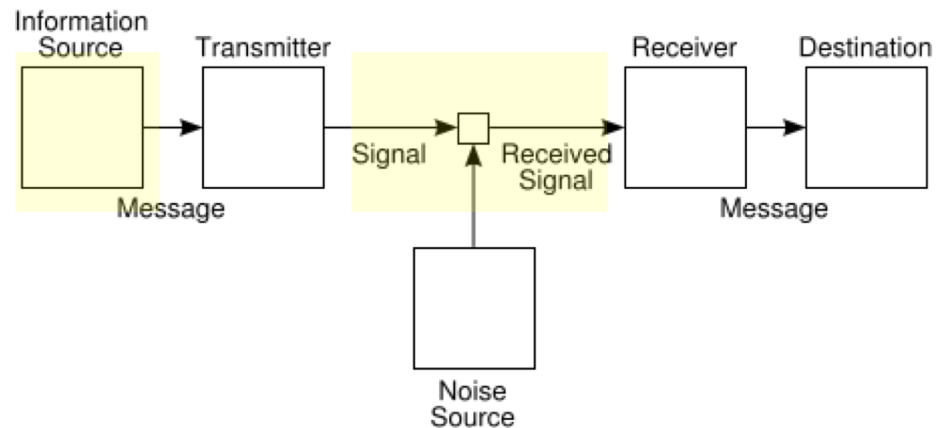 Information
Source
Transmitter
Receiver
Destination
Signal
Received
Signal
Message
Message
Noise
Source